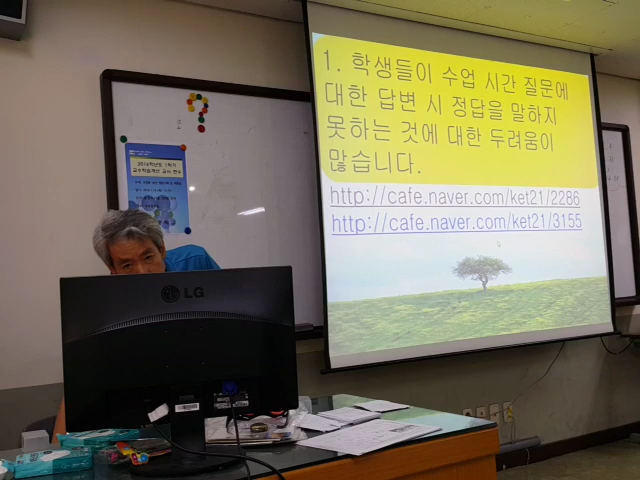 1. 학생들이 수업 시간 질문에
대한 답변 시 정답을 말하지
못하는 것에 대한 두려움이
많습니다.
http://cafe.naver.com/ket21/2286
http://cafe.naver.com/ket21/3155
LG